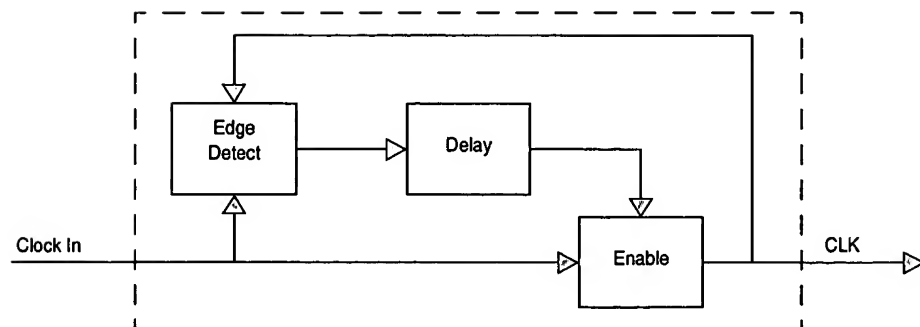 Edge
Detect
Delay
Clock In
Enable
CLK